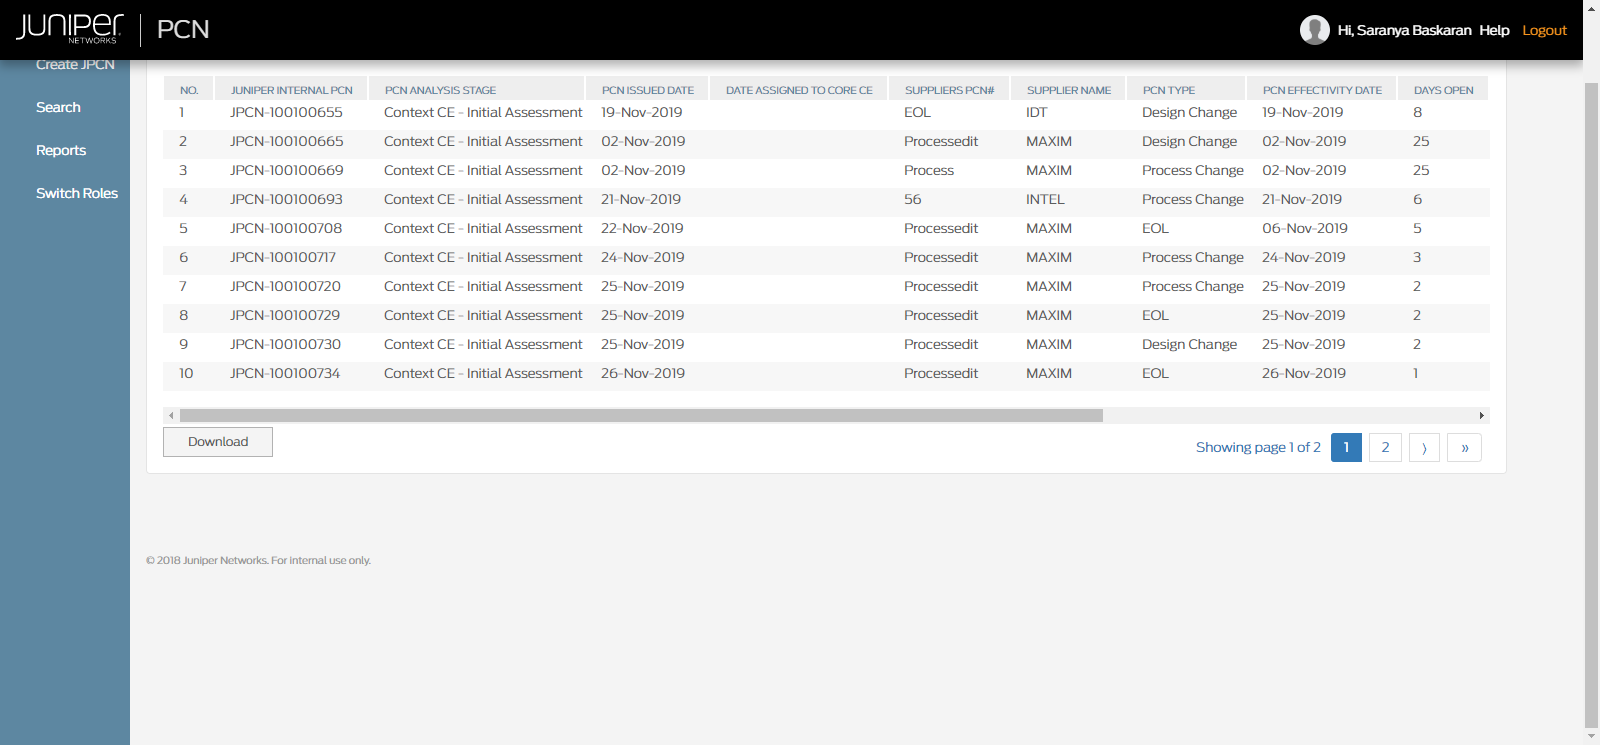 JUNIPER NETWORKS PCN Hi, Saranya Baskaran Help Logout
Create JPCN
Search
Reports
Switch Roles
NO. JUNIPER INTERNAL PCN PCN ANALYSIS STAGE PCN ISSUED DATE DATE ASSIGNED TO CORE CE SUPPLIERS PCN# SUPPLIER NAME PCN TYPE PCN EFFECTIVITY DATE DAYS OPEN
1 JPCN-100100655 Context CE - Initial Assessment 19-Nov-2019 EOL IDT Design Change 19-Nov-2019 8
2 JPCN-100100665 Context CE - Initial Assessment 02-Nov-2019 Processedit MAXIM Design Change 02-Nov-2019 25
3 JPCN-100100669 Context CE - Initial Assessment 02-Nov-2019 Process MAXIM Process Change 02-Nov-2019 25
4 JPCN-100100693 Context CE - Initial Assessment 21-Nov-2019 56 INTEL Process Change 21-Nov-2019 6
5 JPCN-100100708 Context CE - Initial Assessment 22-Nov-2019 Processedit MAXIM EOL 06-Nov-2019 5
6 JPCN-100100717 Context CE - Initial Assessment 24-Nov-2019 Processedit MAXIM Process Change 24-Nov-2019 3
7 JPCN-100100720 Context CE - Initial Assessment 25-Nov-2019 Processedit MAXIM Process Change 25-Nov-2019 2
8 JPCN-100100729 Context CE - Initial Assessment 25-Nov-2019 Processedit MAXIM EOL 25-Nov-2019 2
9 JPCN-100100730 Context CE - Initial Assessment 25-Nov-2019 Processedit MAXIM Design Change 25-Nov-2019 2
10 JPCN-100100734 Context CE - Initial Assessment 26-Nov-2019 Processedit MAXIM EOL 26-Nov-2019 1
Download
Showing page 1 of 2 1 2 ⟩ »
© 2018 Juniper Networks. For internal use only.